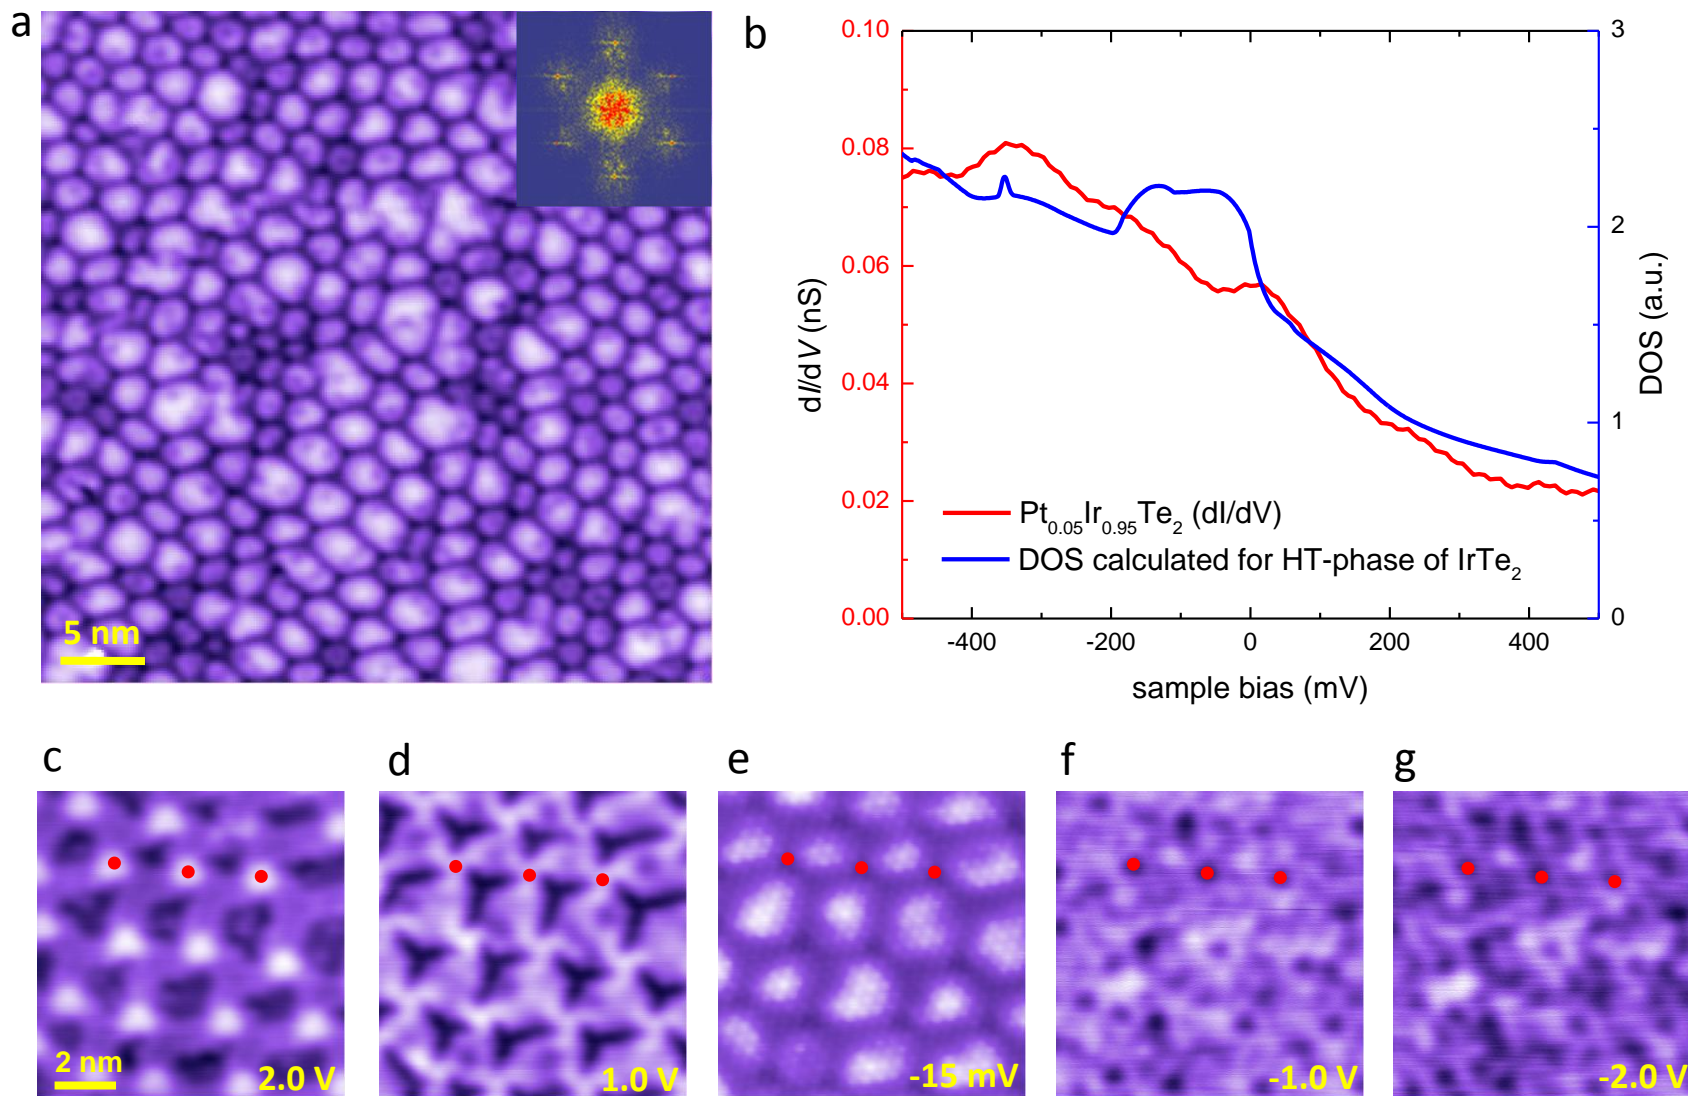 a
5 nm
b
0.10
0.08
0.06
0.04
0.02
0.00
dI/dV (nS)
3
2
1
0
DOS (a.u.)
Pt0.05Ir0.95Te2 (dI/dV)
DOS calculated for HT-phase of IrTe2
-400 -200 0 200 400
sample bias (mV)
c
2 nm
2.0 V
d
1.0 V
e
-15 mV
f
-1.0 V
g
-2.0 V